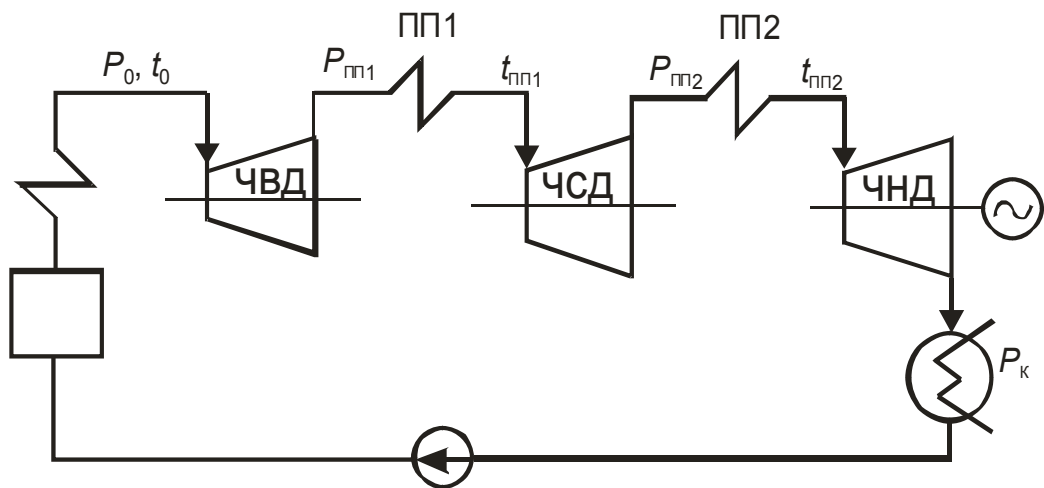 ПП1
ПП2
P₀, t₀
Pпп1
tпп1
Pпп2
tпп2
ЧВД
ЧСД
ЧНД
Pк